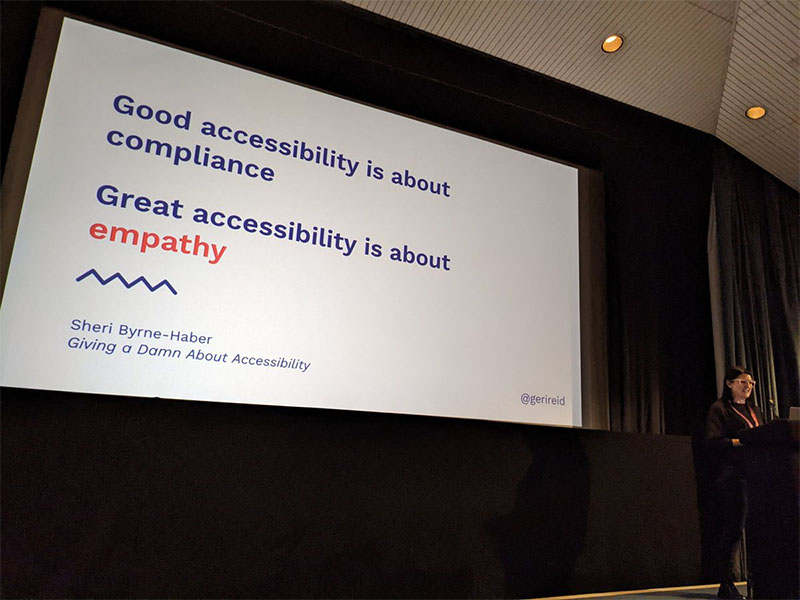 Good accessibility is about
compliance
Great accessibility is about
empathy
Sheri Byrne-Haber
Giving a Damn About Accessibility
@gerireid